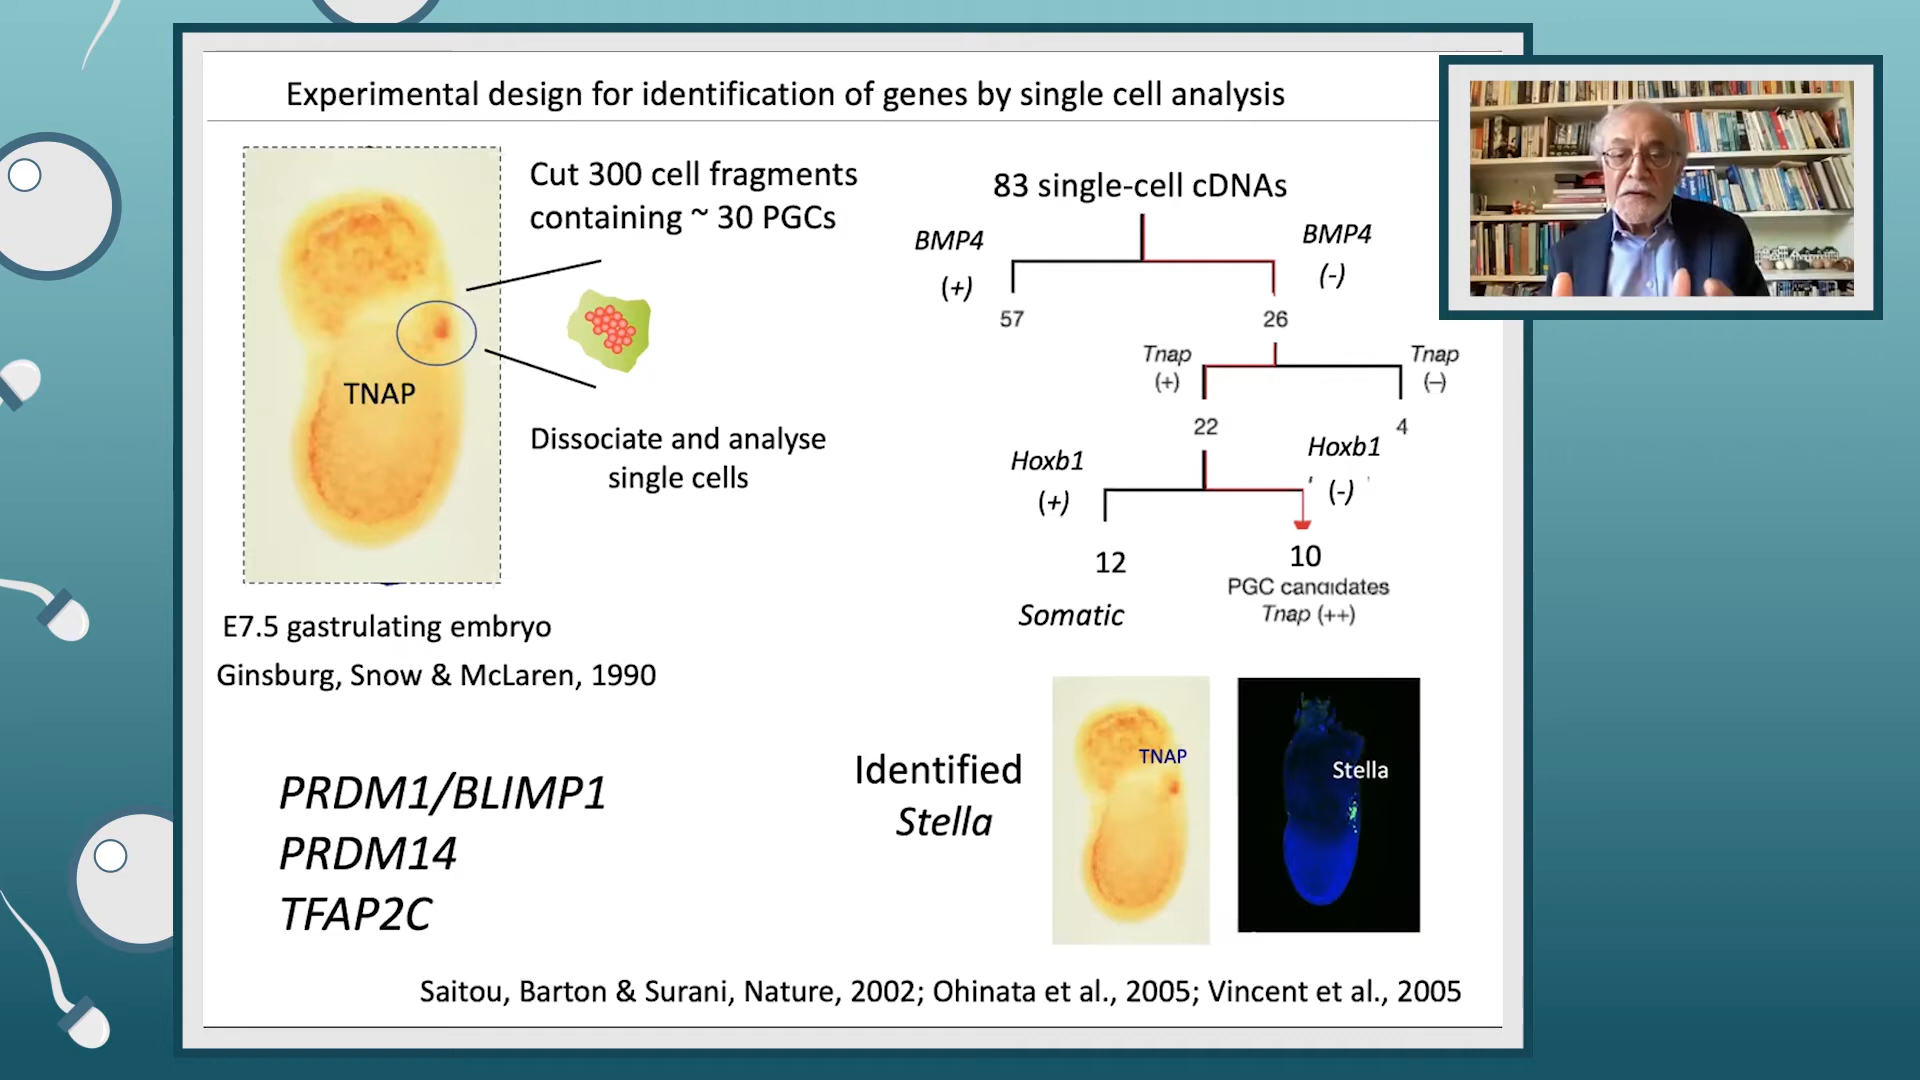 Experimental design for identification of genes by single cell analysis
Cut 300 cell fragments
containing ~ 30 PGCs
TNAP
Dissociate and analyse
single cells
E7.5 gastrulating embryo
Ginsburg, Snow & McLaren, 1990
83 single-cell cDNAs
BMP4
(+)
BMP4
(-)
57
26
Tnap
(+)
Tnap
(–)
22
4
Hoxb1
(+)
Hoxb1
(-)
12
10
PGC candidates
Tnap (++)
Somatic
PRDM1/BLIMP1
PRDM14
TFAP2C
Identified
Stella
TNAP
Stella
Saitou, Barton & Surani, Nature, 2002; Ohinata et al., 2005; Vincent et al., 2005